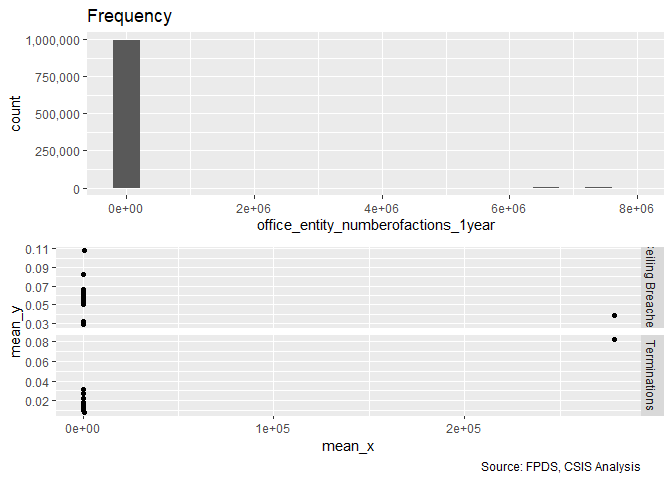 Frequency
1,000,000
750,000
500,000
250,000
0
count
0e+00 2e+06 4e+06 6e+06 8e+06
office_entity_numberofactions_1year
0.11
0.09
0.07
0.05
0.03
Ceiling Breache
0.08
0.06
0.04
0.02
Terminations
mean_y
0e+00 1e+05 2e+05
mean_x
Source: FPDS, CSIS Analysis